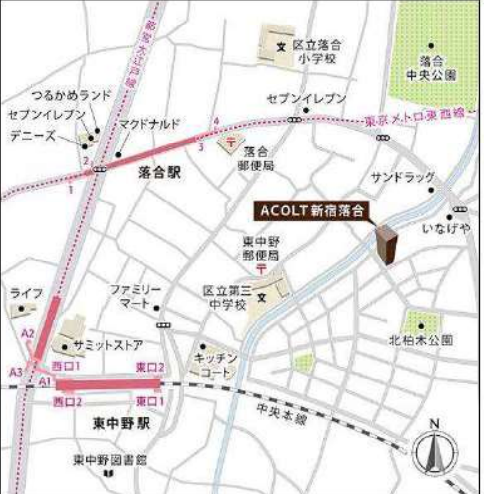 都営大江戸線
区立落合
小学校
落合
中央公園
つるかめランド
セブンイレブン
デニーズ
マクドナルド
セブンイレブン
東京メトロ東西線
4
3
2
1
落合駅
落合
郵便局
サンドラッグ
ACOLT新宿落合
いなげや
東中野
郵便局
区立第三
中学校
ライフ
ファミリー
マート
北柏木公園
A2
サミットストア
キッチン
コート
A3
A1
西口1
東口2
西口2
東口1
東中野駅
中央本線
東中野図書館
N
文
文